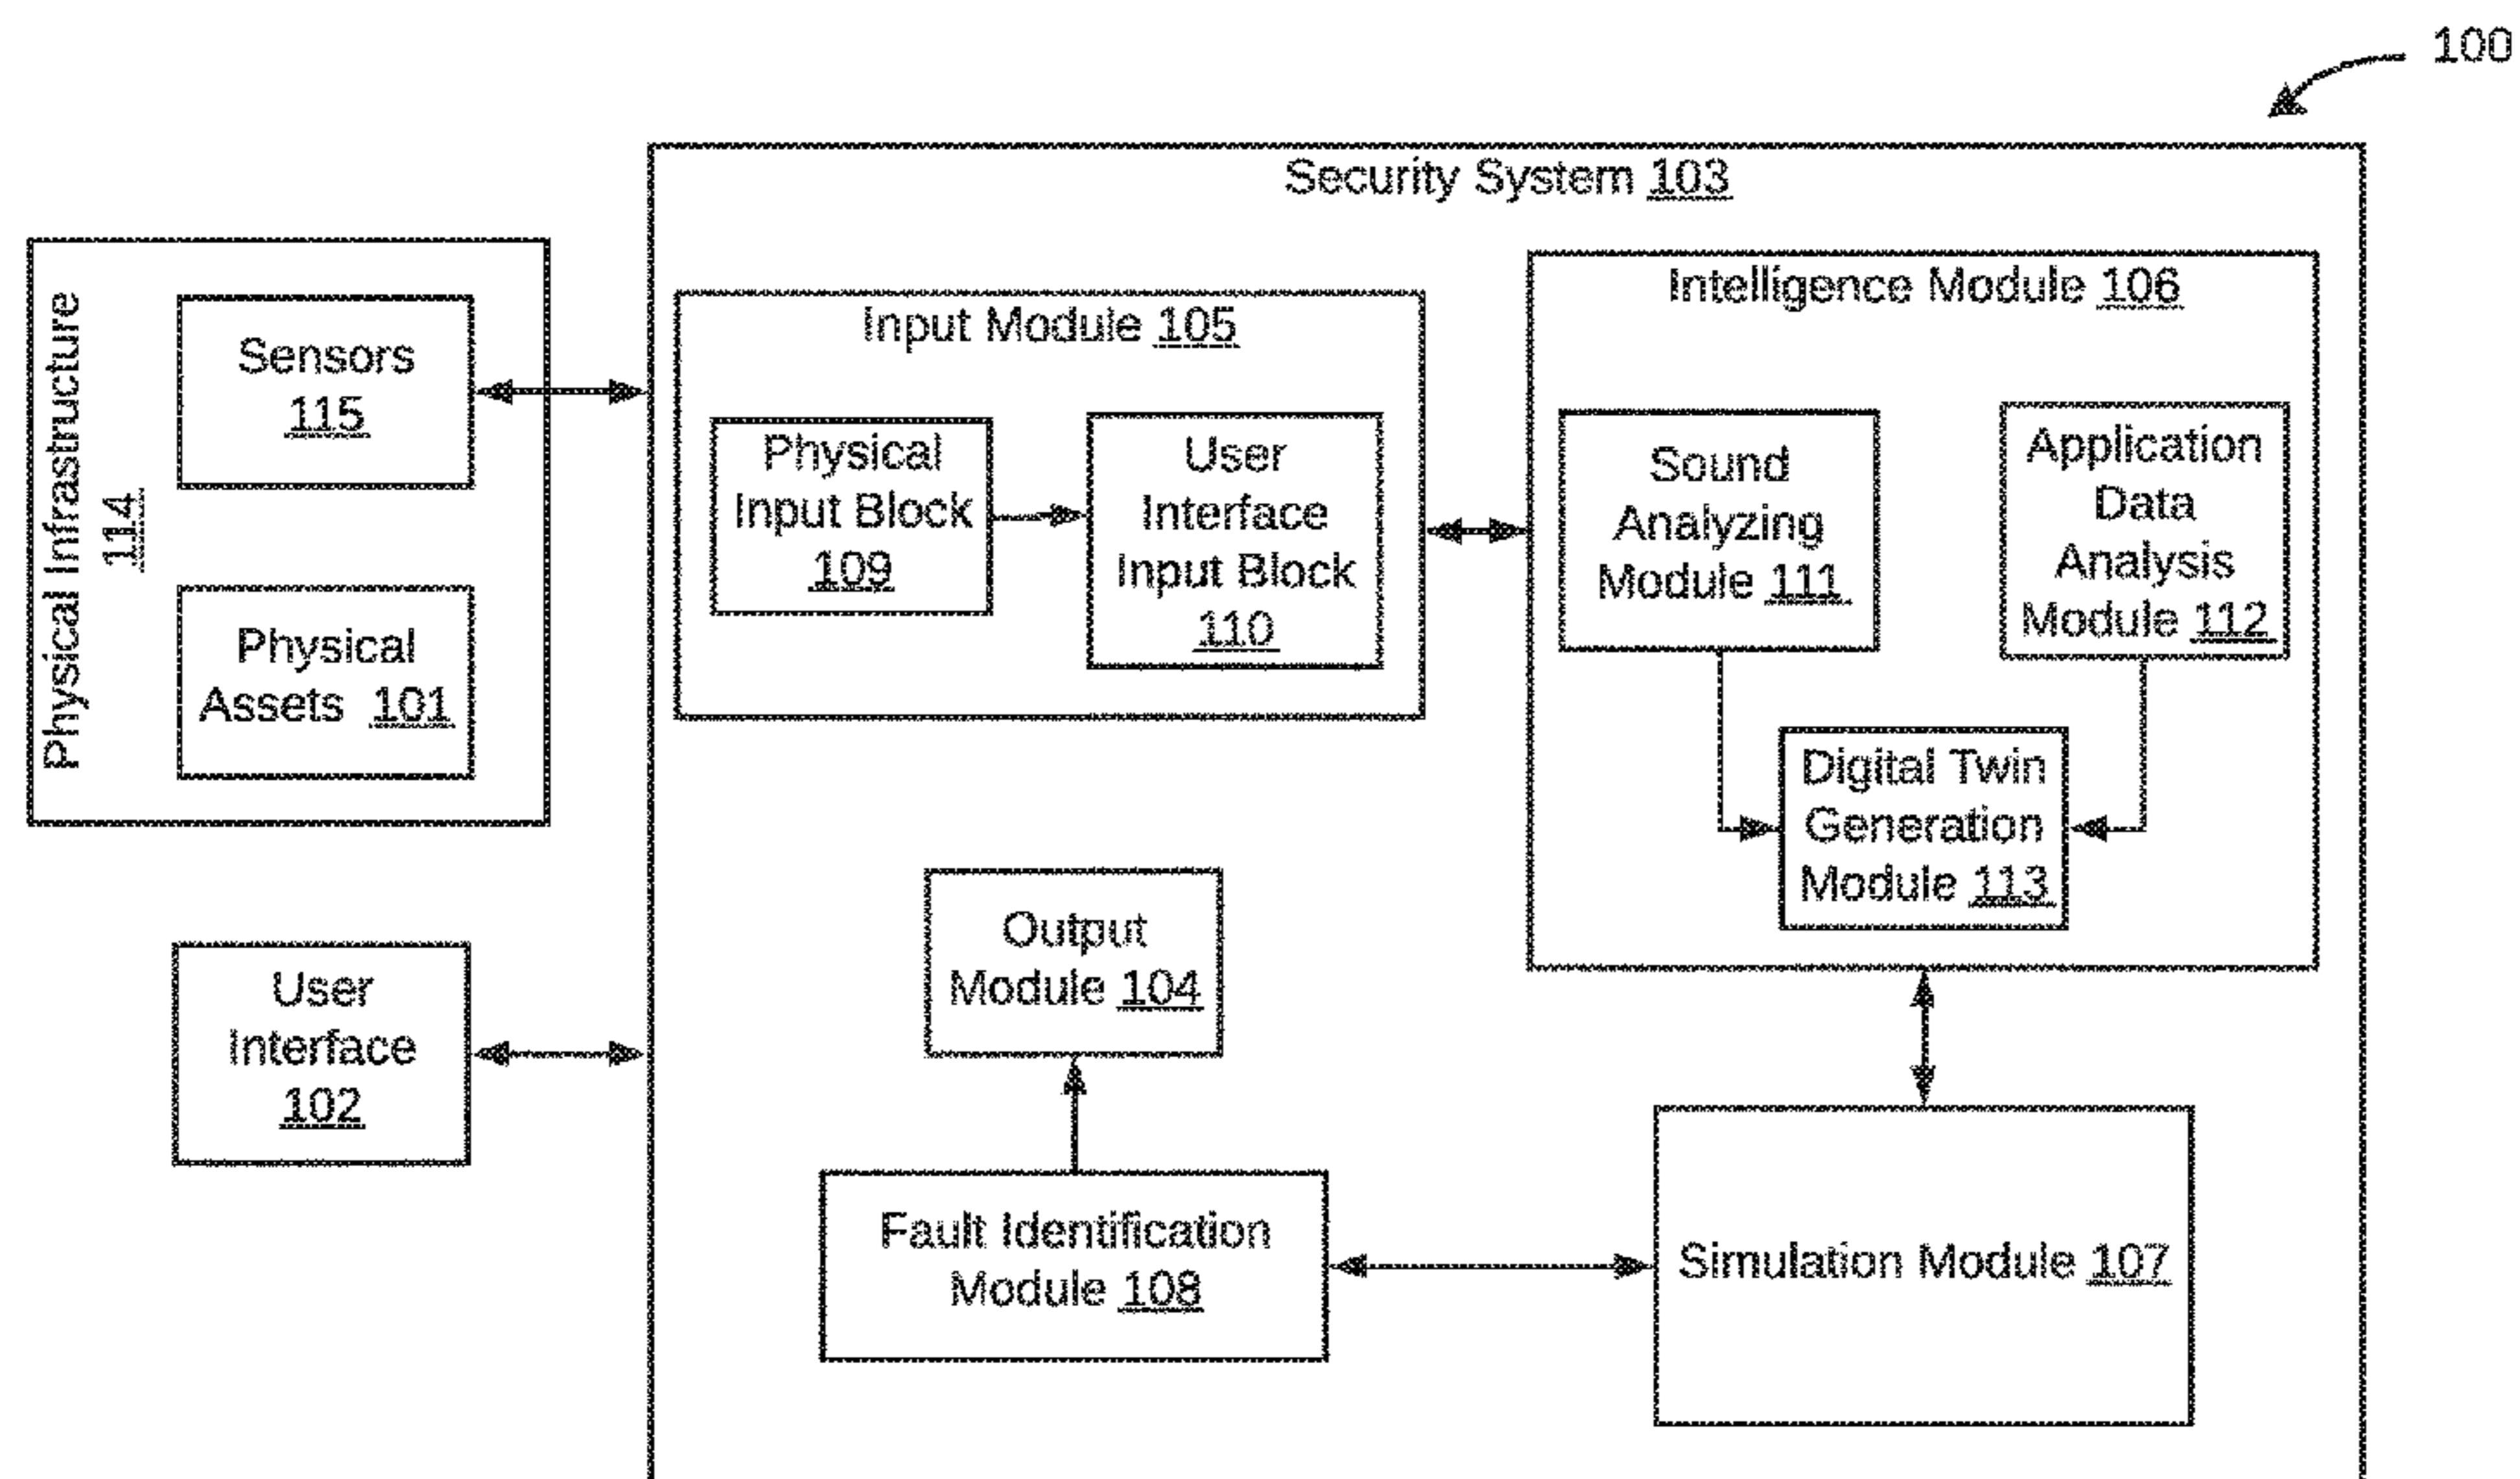 100
Security System 103
Physical Infrastructure
114
Sensors
115
Physical
Assets 101
User
Interface
102
Input Module 105
Physical
Input Block
109
User
Interface
Input Block
110
Intelligence Module 106
Sound
Analyzing
Module 111
Application
Data
Analysis
Module 112
Digital Twin
Generation
Module 113
Output
Module 104
Fault Identification
Module 108
Simulation Module 107